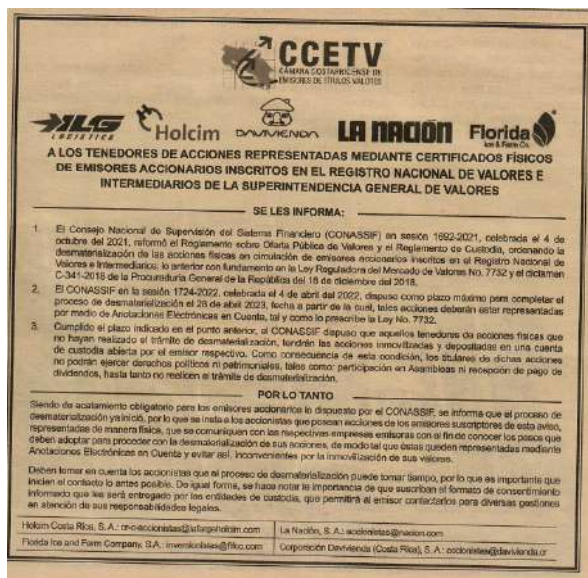 CCETV
CÁMARA COSTARRICENSE DE
EMISORES DE TÍTULOS VALORES
KLG
LOGISTICS
Holcim
DAVIVIENDA
LA NACIÓN
Florida
Ice & Farm Co.
A LOS TENEDORES DE ACCIONES REPRESENTADAS MEDIANTE CERTIFICADOS FÍSICOS
DE EMISORES ACCIONARIOS INSCRITOS EN EL REGISTRO NACIONAL DE VALORES E
INTERMEDIARIOS DE LA SUPERINTENDENCIA GENERAL DE VALORES
SE LES INFORMA:
1. El Consejo Nacional de Supervisión del Sistema Financiero (CONASSIF) en sesión 1692-2021, celebrada el 4 de
octubre del 2021, reformó el Reglamento sobre Oferta Pública de Valores y el Reglamento de Custodia, ordenando la
desmaterialización de las acciones físicas en circulación de emisores accionarios inscritos en el Registro Nacional de
Valores e Intermediarios; lo anterior con fundamento en la Ley Reguladora del Mercado de Valores No. 7732 y el dictamen
C-341-2018 de la Procuraduría General de la República del 18 de diciembre del 2018.
2. El CONASSIF en la sesión 1724-2022, celebrada el 4 de abril del 2022, dispuso como plazo máximo para completar el
proceso de desmaterialización el 28 de abril 2023, fecha a partir de la cual, tales acciones deberán estar representadas
por medio de Anotaciones Electrónicas en Cuenta, tal y como lo prescribe la Ley No. 7732.
3. Cumplido el plazo indicado en el punto anterior, el CONASSIF dispuso que aquellos tenedores de acciones físicas que
no hayan realizado el trámite de desmaterialización, tendrán las acciones inmovilizadas y depositadas en una cuenta
de custodia abierta por el emisor respectivo. Como consecuencia de esta condición, los titulares de dichas acciones
no podrán ejercer derechos políticos ni patrimoniales, tales como: participación en Asambleas ni recepción de pago de
dividendos, hasta tanto no realicen el trámite de desmaterialización.
POR LO TANTO
Siendo de acatamiento obligatorio para los emisores accionarios lo dispuesto por el CONASSIF, se informa que el proceso de
desmaterialización ya inició, por lo que se insta a los accionistas que posean acciones de los emisores suscriptores de este aviso,
representadas de manera física, que se comuniquen con las respectivas empresas emisoras con el fin de conocer los pasos que
deben adoptar para proceder con la desmaterialización de sus acciones, de modo tal que éstas queden representadas mediante
Anotaciones Electrónicas en Cuenta y evitar así, inconvenientes por la inmovilización de sus valores.
Deben tomar en cuenta los accionistas que el proceso de desmaterialización puede tomar tiempo, por lo que es importante que
inicien el contacto lo antes posible. De igual forma, se hace notar la importancia de que suscriban el formato de consentimiento
informado que les será entregado por las entidades de custodia, que permitirá al emisor contactarlos para diversas gestiones
en atención de sus responsabilidades legales.
Holcim Costa Rica, S.A.: cr-c-accionistas@lafargeholcim.com
La Nación, S. A.: accionistas@nacion.com
Florida Ice and Farm Company, S.A.: inversionistas@fifco.com
Corporación Davivienda (Costa Rica), S. A.: accionista@davivienda.cr